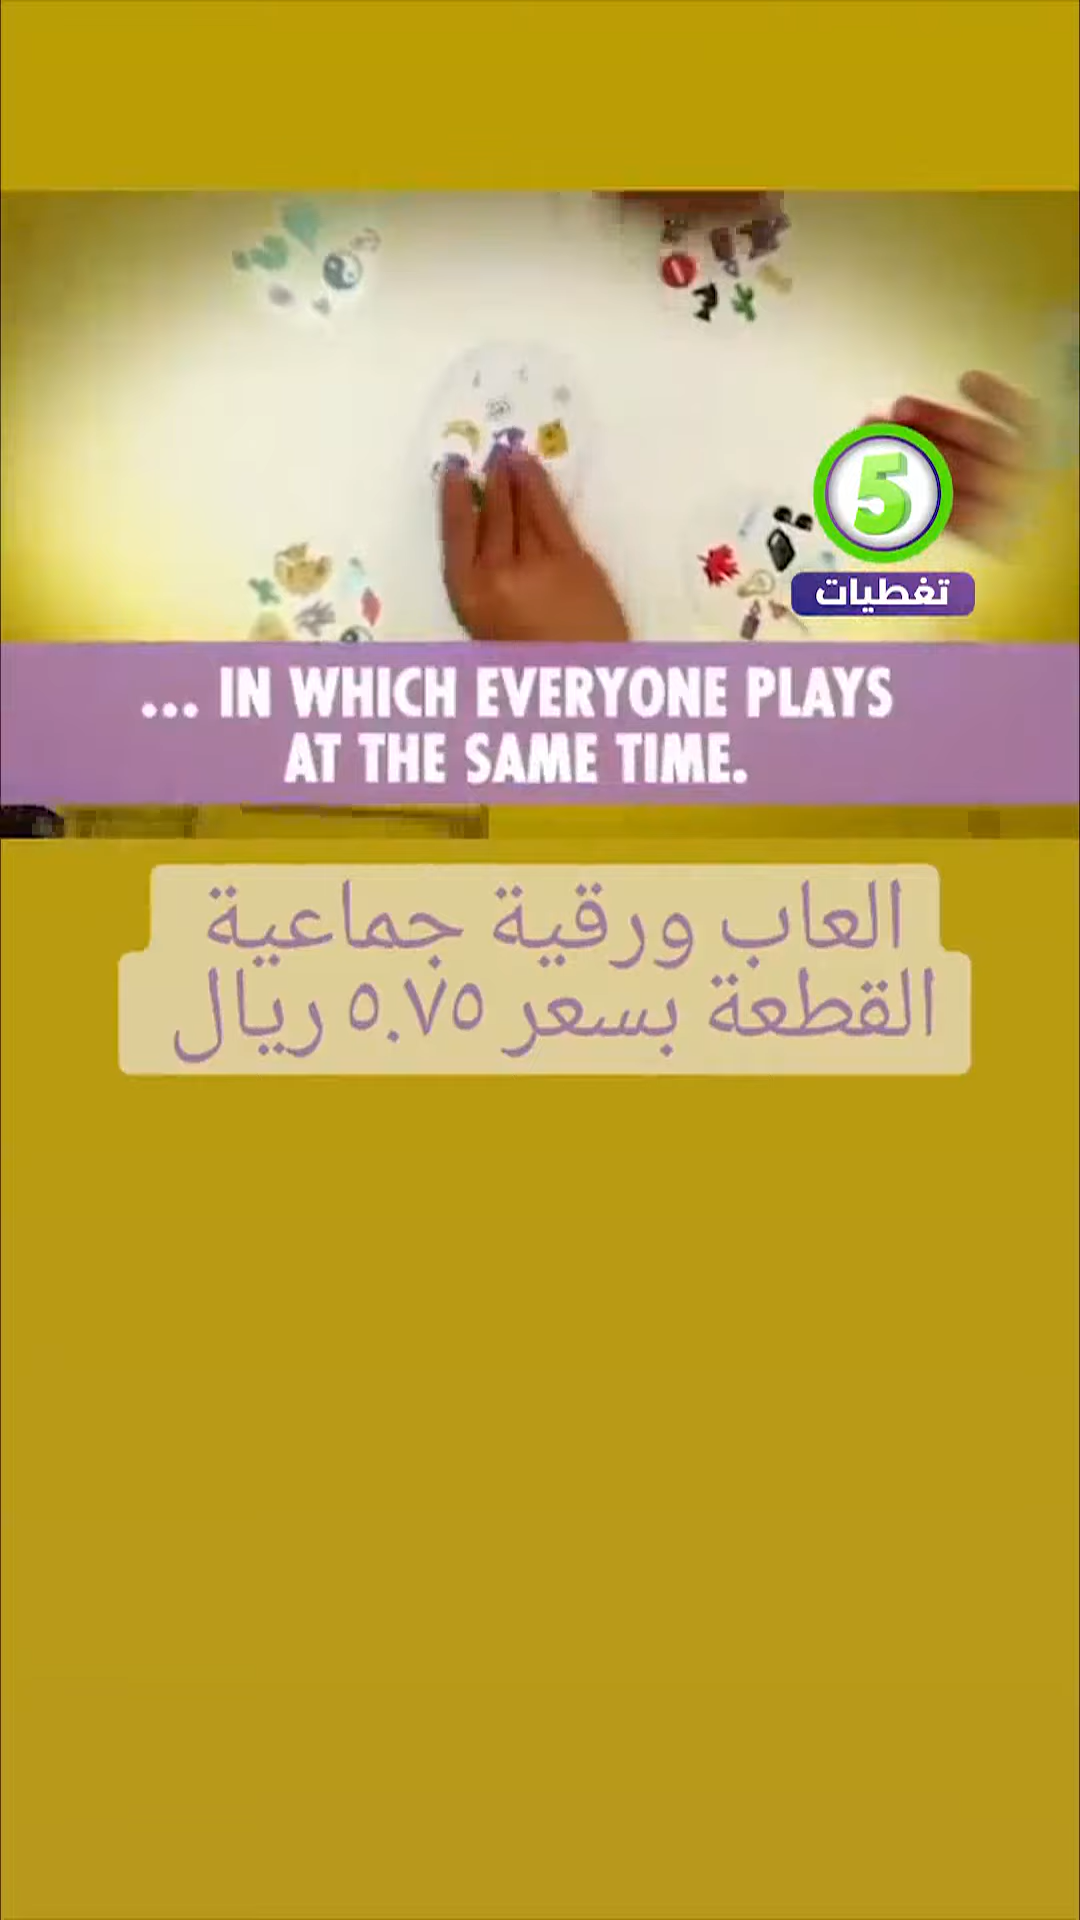 5
تغطيات
... IN WHICH EVERYONE PLAYS
AT THE SAME TIME.
العاب ورقية جماعية
القطعة بسعر ٥.٧٥ ريال